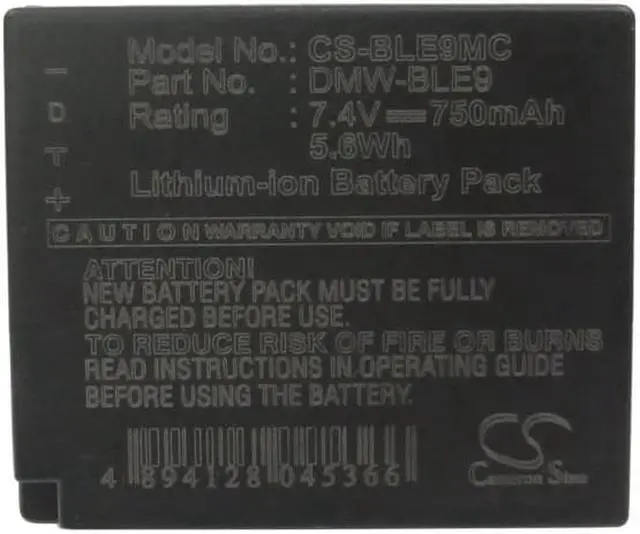 Model No.: CS-BLE9MC
Part No. : DMW-BLE9
Rating : 7.4V⎓750mAh
5.6Wh
Lithium-ion Battery Pack
− D T +
CAUTION WARRANTY VOID IF LABEL IS REMOVED
ATTENTION!
NEW BATTERY PACK MUST BE FULLY
CHARGED BEFORE USE.
TO REDUCE RISK OF FIRE OR BURNS
READ INSTRUCTIONS IN OPERATING GUIDE
BEFORE USING BATTERY.
4 894128 045366
CS
Cameron Sino